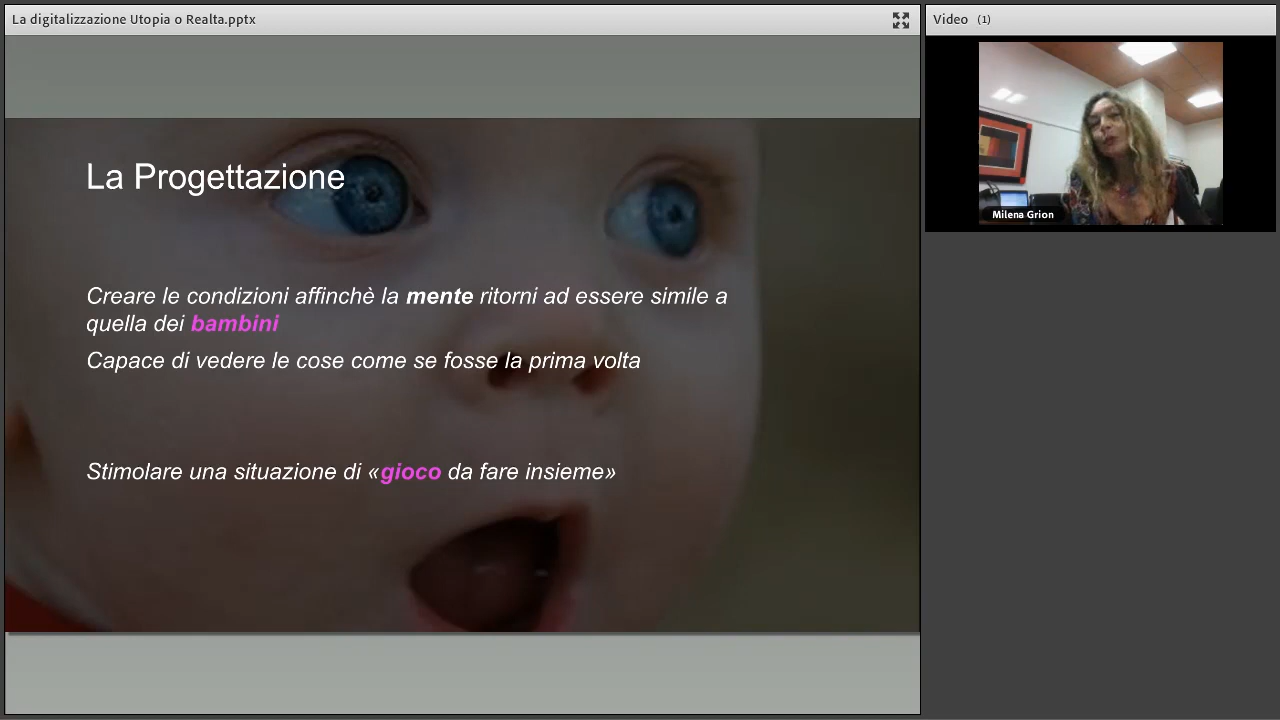 La digitalizzazione Utopia o Realta.pptx
Video (1)
Milena Grion
La Progettazione
Creare le condizioni affinchè la mente ritorni ad essere simile a
quella dei bambini
Capace di vedere le cose come se fosse la prima volta
Stimolare una situazione di «gioco da fare insieme»